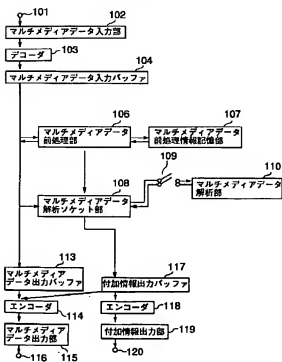 101
102
マルチメディアデータ入力部
103
デコーダ
104
マルチメディアデータ入力バッファ
106
マルチメディアデータ
前処理部
107
マルチメディアデータ
前処理情報記憶部
109
108
マルチメディアデータ
解析ソケット部
110
マルチメディアデータ
解析部
113
マルチメディア
データ出力バッファ
117
付加情報出力バッファ
エンコーダ
114
エンコーダ
118
マルチメディア
データ出力部
115
付加情報出力部
119
116
120